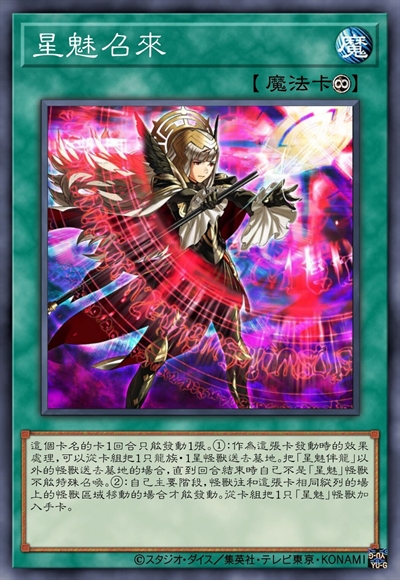 星魅召來
魔
【魔法卡∞】
這個卡名的卡1回合只能發動1張。①:作為這張卡發動時的效果
處理,可以從卡組把1只龍族·1星怪獸送去墓地。把「星魅伴龍」以
外的怪獸送去墓地的場合,直到回合結束時自己不是「星魅」怪獸
不能特殊召喚。②:自己主要階段,怪獸往和這張卡相同縱列的場
上的怪獸區域移動的場合才能發動。從卡組把1只「星魅」怪獸加
入手卡。
©スタジオ・ダイス/集英社・テレビ東京・KONAMI